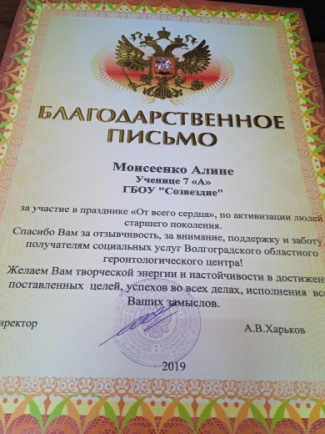 БЛАГОДАРСТВЕННОЕ
ПИСЬМО
Моисеенко Алине
Ученице 7 «А»
ГБОУ "Созвездие"
за участие в празднике «От всего сердца», по активизации людей
старшего поколения.
Спасибо Вам за отзывчивость, за внимание, поддержку и заботу
получателям социальных услуг Волгоградского областного
геронтологического центра!
Желаем Вам творческой энергии и настойчивости в достижен
поставленных целей, успехов во всех делах, исполнения все
Ваших замыслов.
иректор А.В.Харьков
2019